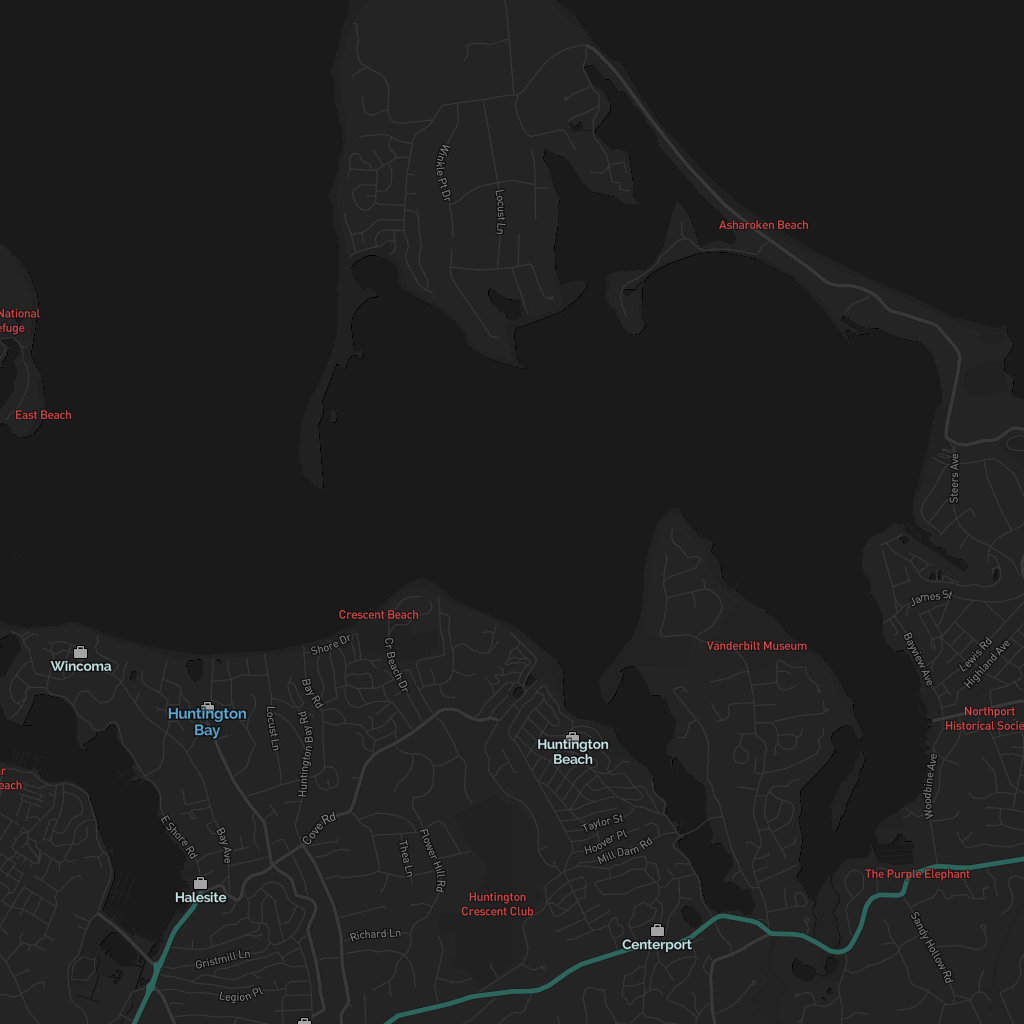 Winkle Pt Dr
Locust Ln
Asharoken Beach
National
efuge
East Beach
Steers Ave
James St
Crescent Beach
Shore Dr
Cr Beach Dr
Wincoma
Vanderbilt Museum
Bayview Ave
Lewis Rd
Highland Ave
Bay Rd
Huntington
Bay
Locust Ln
Huntington Bay Rd
Northport
Historical Socie
Huntington
Beach
r
each
Woodbine Ave
E Shore Rd
Bay Ave
Cove Rd
Taylor St
Hoover Pl
Mill Dam Rd
Thea Ln
Flower Hill Rd
The Purple Elephant
Halesite
Huntington
Crescent Club
Richard Ln
Centerport
Sandy Hollow Rd
Gristmill Ln
Legion Pl